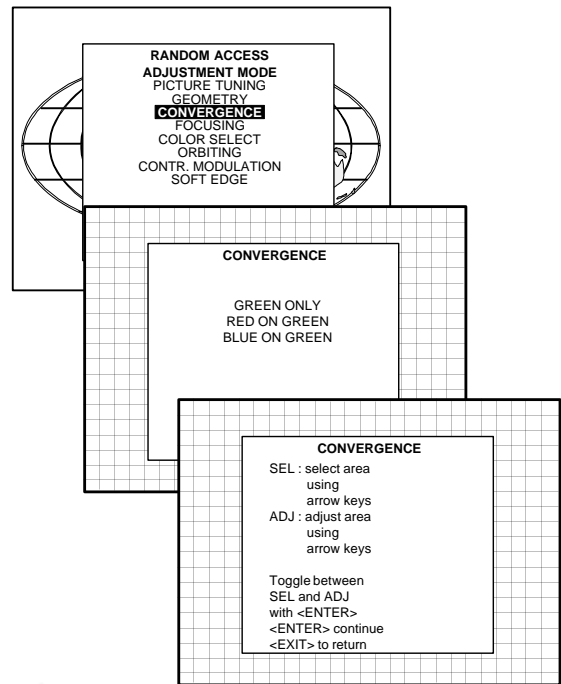 RANDOM ACCESS
ADJUSTMENT MODE
PICTURE TUNING
GEOMETRY
CONVERGENCE
FOCUSING
COLOR SELECT
ORBITING
CONTR. MODULATION
SOFT EDGE
CONVERGENCE
GREEN ONLY
RED ON GREEN
BLUE ON GREEN
CONVERGENCE
SEL : select area
using
arrow keys
ADJ : adjust area
using
arrow keys
Toggle between
SEL and ADJ
with <ENTER>
<ENTER> continue
<EXIT> to return